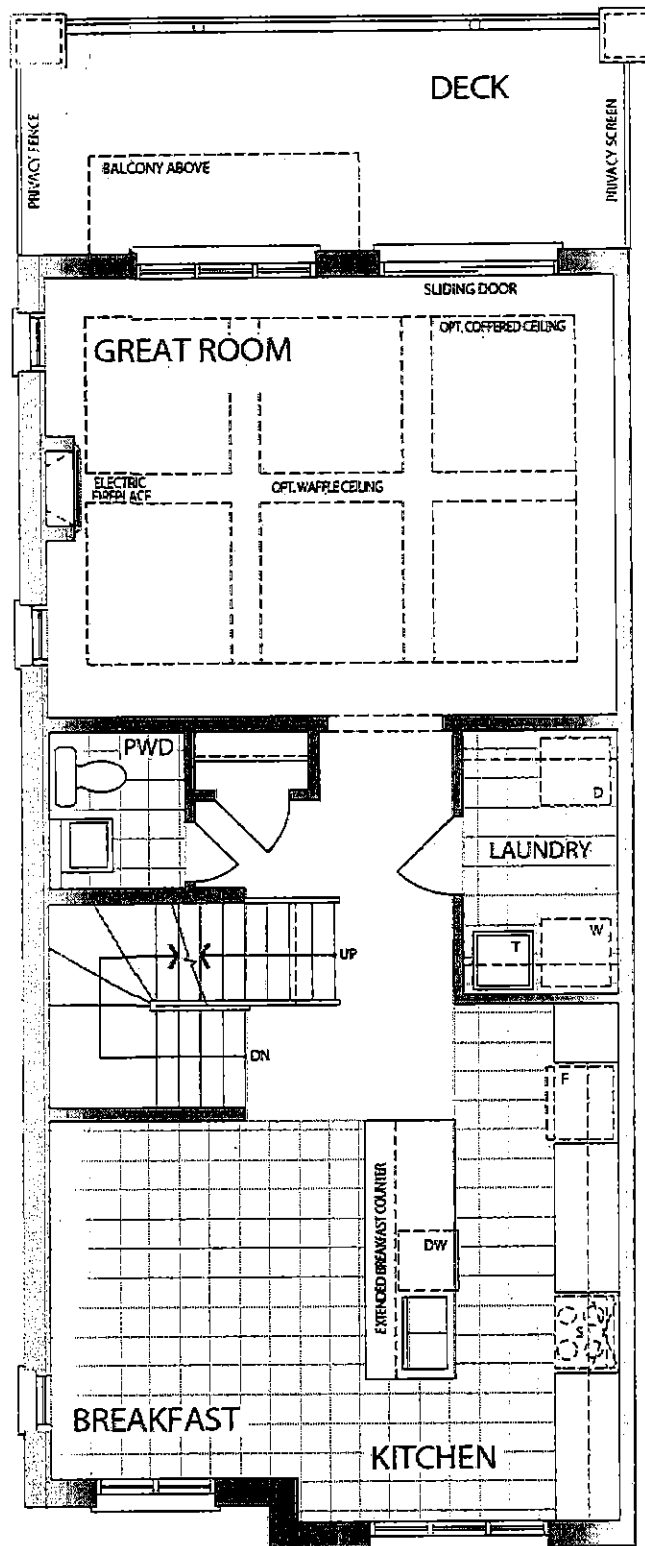 DECK
PRIVACY FENCE
PRIVACY SCREEN
BALCONY ABOVE
SLIDING DOOR
OPT. COFFERED CEILING
GREAT ROOM
ELECTRIC
FIREPLACE
OPT. WAFFLE CEILING
PWD
D
LAUNDRY
W
T
UP
DN
F
EXTENDED BREAKFAST COUNTER
DW
S
BREAKFAST
KITCHEN